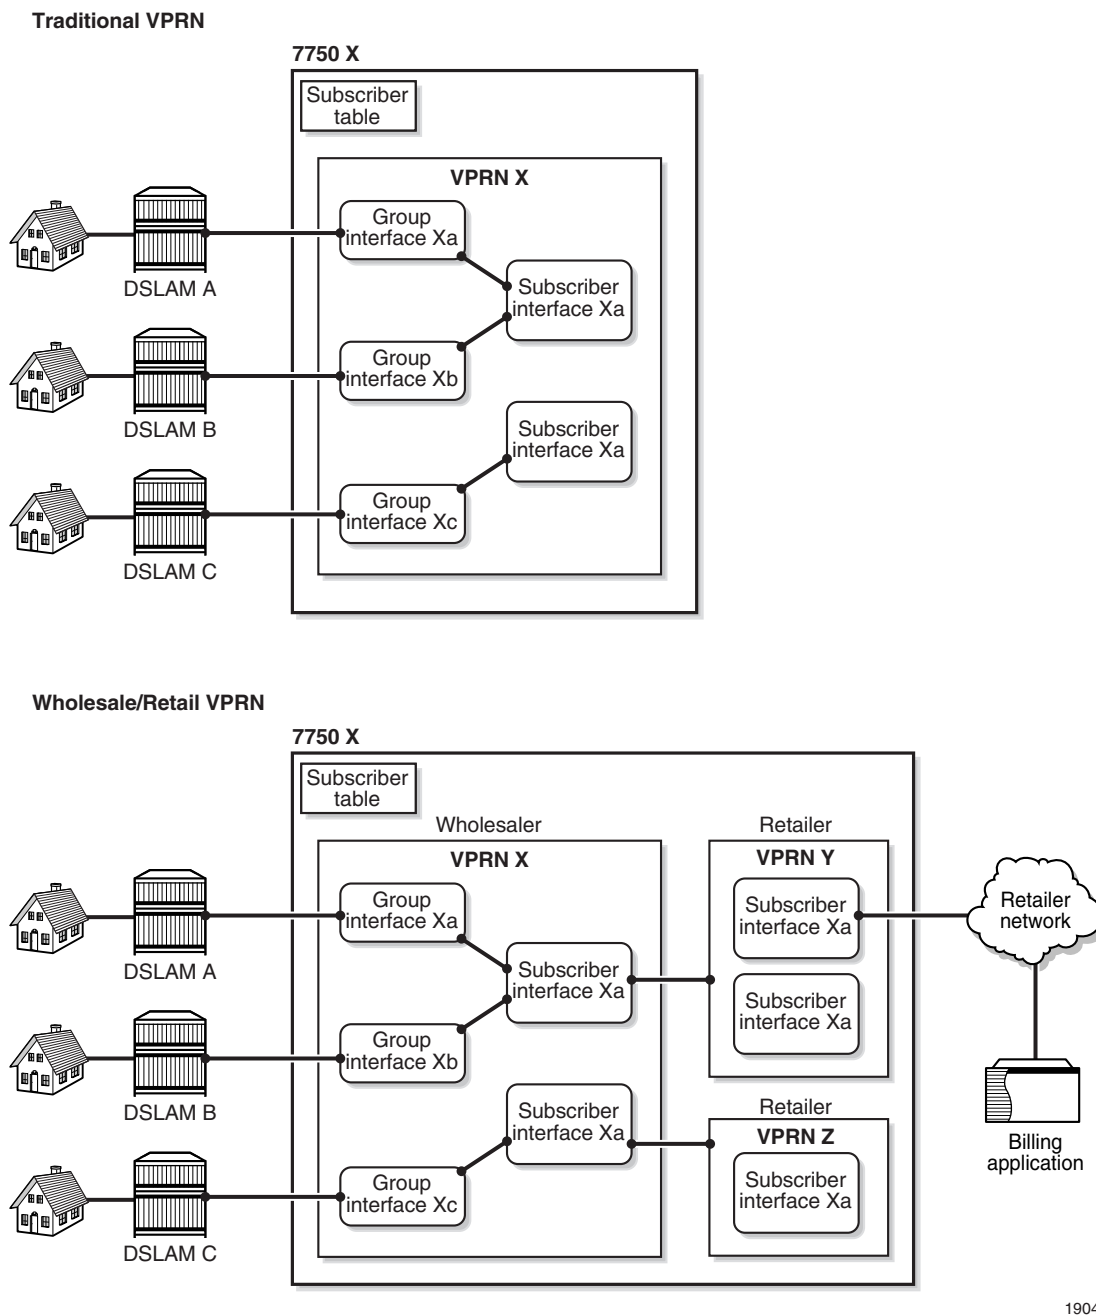 Traditional VPRN
7750 X
Subscriber
table
VPRN X
Group
interface Xa
DSLAM A
Subscriber
interface Xa
Group
interface Xb
DSLAM B
Subscriber
interface Xa
Group
interface Xc
DSLAM C
Wholesale/Retail VPRN
7750 X
Subscriber
table
Wholesaler
VPRN X
Retailer
VPRN Y
Group
interface Xa
DSLAM A
Subscriber
interface Xa
Subscriber
interface Xa
Retailer
network
Subscriber
interface Xa
Group
interface Xb
DSLAM B
Subscriber
interface Xa
Retailer
VPRN Z
Subscriber
interface Xa
Billing
application
Group
interface Xc
DSLAM C
1904